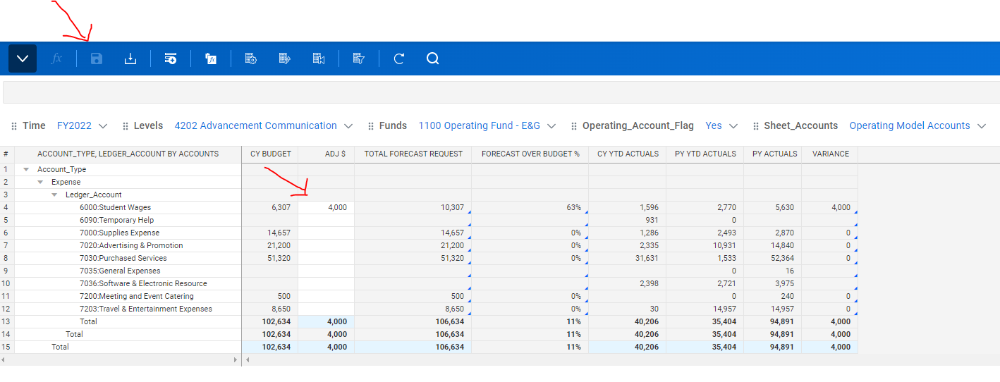 fx
Time FY2022 Levels 4202 Advancement Communication Funds 1100 Operating Fund - E&G Operating_Account_Flag Yes Sheet_Accounts Operating Model Accounts
# ACCOUNT_TYPE, LEDGER_ACCOUNT BY ACCOUNTS CY BUDGET ADJ $ TOTAL FORECAST REQUEST FORECAST OVER BUDGET % CY YTD ACTUALS PY YTD ACTUALS PY ACTUALS VARIANCE
1 Account_Type
2 Expense
3 Ledger_Account
4 6000:Student Wages 6,307 4,000 10,307 63% 1,596 2,770 5,630 4,000
5 6090:Temporary Help 931 0
6 7000:Supplies Expense 14,657 14,657 0% 1,286 2,493 2,870 0
7 7020:Advertising & Promotion 21,200 21,200 0% 2,335 10,931 14,840 0
8 7030:Purchased Services 51,320 51,320 0% 31,631 1,533 52,364 0
9 7035:General Expenses 0 16
10 7036:Software & Electronic Resource 2,398 2,721 3,975
11 7200:Meeting and Event Catering 500 500 0% 0 240 0
12 7203:Travel & Entertainment Expenses 8,650 8,650 0% 30 14,957 14,957 0
13 Total 102,634 4,000 106,634 11% 40,206 35,404 94,891 4,000
14 Total 102,634 4,000 106,634 11% 40,206 35,404 94,891 4,000
15 Total 102,634 4,000 106,634 11% 40,206 35,404 94,891 4,000